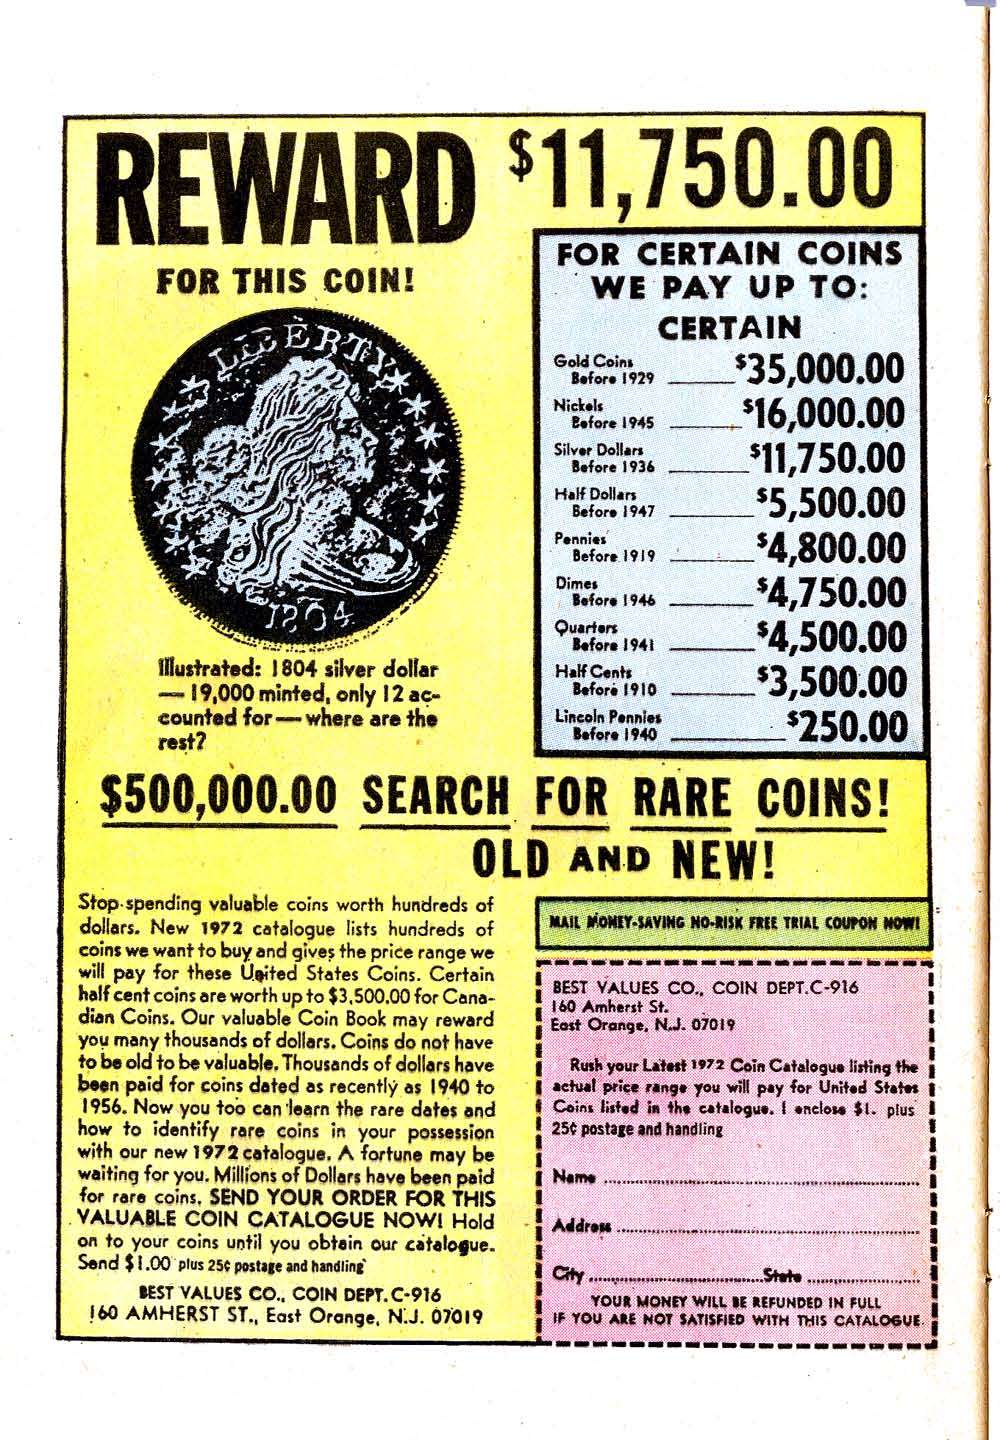 REWARD $11,750.00
FOR THIS COIN!
LIBERTY
1804
Illustrated: 1804 silver dollar
— 19,000 minted, only 12 ac-
counted for — where are the
rest?
FOR CERTAIN COINS
WE PAY UP TO:
CERTAIN
Gold Coins
Before 1929 ______ $35,000.00
Nickels
Before 1945 ______ $16,000.00
Silver Dollars
Before 1936 ______ $11,750.00
Half Dollars
Before 1947 ______ $5,500.00
Pennies
Before 1919 ______ $4,800.00
Dimes
Before 1946 ______ $4,750.00
Quarters
Before 1941 ______ $4,500.00
Half Cents
Before 1910 ______ $3,500.00
Lincoln Pennies
Before 1940 ______ $250.00
$500,000.00 SEARCH FOR RARE COINS!
OLD AND NEW!
Stop spending valuable coins worth hundreds of
dollars. New 1972 catalogue lists hundreds of
coins we want to buy and gives the price range we
will pay for these United States Coins. Certain
half cent coins are worth up to $3,500.00 for Cana-
dian Coins. Our valuable Coin Book may reward
you many thousands of dollars. Coins do not have
to be old to be valuable. Thousands of dollars have
been paid for coins dated as recently as 1940 to
1956. Now you too can learn the rare dates and
how to identify rare coins in your possession
with our new 1972 catalogue. A fortune may be
waiting for you. Millions of Dollars have been paid
for rare coins. SEND YOUR ORDER FOR THIS
VALUABLE COIN CATALOGUE NOW! Hold
on to your coins until you obtain our catalogue.
Send $1.00 plus 25¢ postage and handling
BEST VALUES CO., COIN DEPT. C-916
160 AMHERST ST., East Orange, N.J. 07019
MAIL MONEY-SAVING NO-RISK FREE TRIAL COUPON NOW!
BEST VALUES CO., COIN DEPT.C-916
160 Amherst St.
East Orange, N.J. 07019
Rush your Latest 1972 Coin Catalogue listing the
actual price range you will pay for United States
Coins listed in the catalogue. I enclose $1. plus
25¢ postage and handling
Name ..........
Address ..........
City .......... State ..........
YOUR MONEY WILL BE REFUNDED IN FULL
IF YOU ARE NOT SATISFIED WITH THIS CATALOGUE